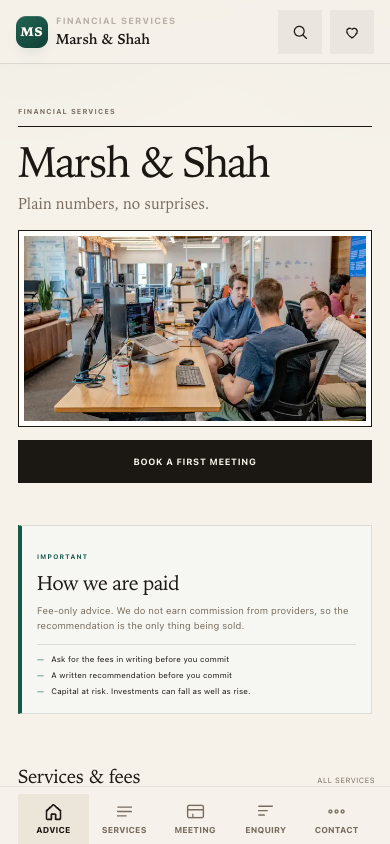 MS
FINANCIAL SERVICES
Marsh & Shah
FINANCIAL SERVICES
Marsh & Shah
Plain numbers, no surprises.
BOOK A FIRST MEETING
IMPORTANT
How we are paid
Fee-only advice. We do not earn commission from providers, so the
recommendation is the only thing being sold.
— Ask for the fees in writing before you commit
— A written recommendation before you commit
— Capital at risk. Investments can fall as well as rise.
Services & fees
ALL SERVICES
ADVICE
SERVICES
MEETING
ENQUIRY
CONTACT